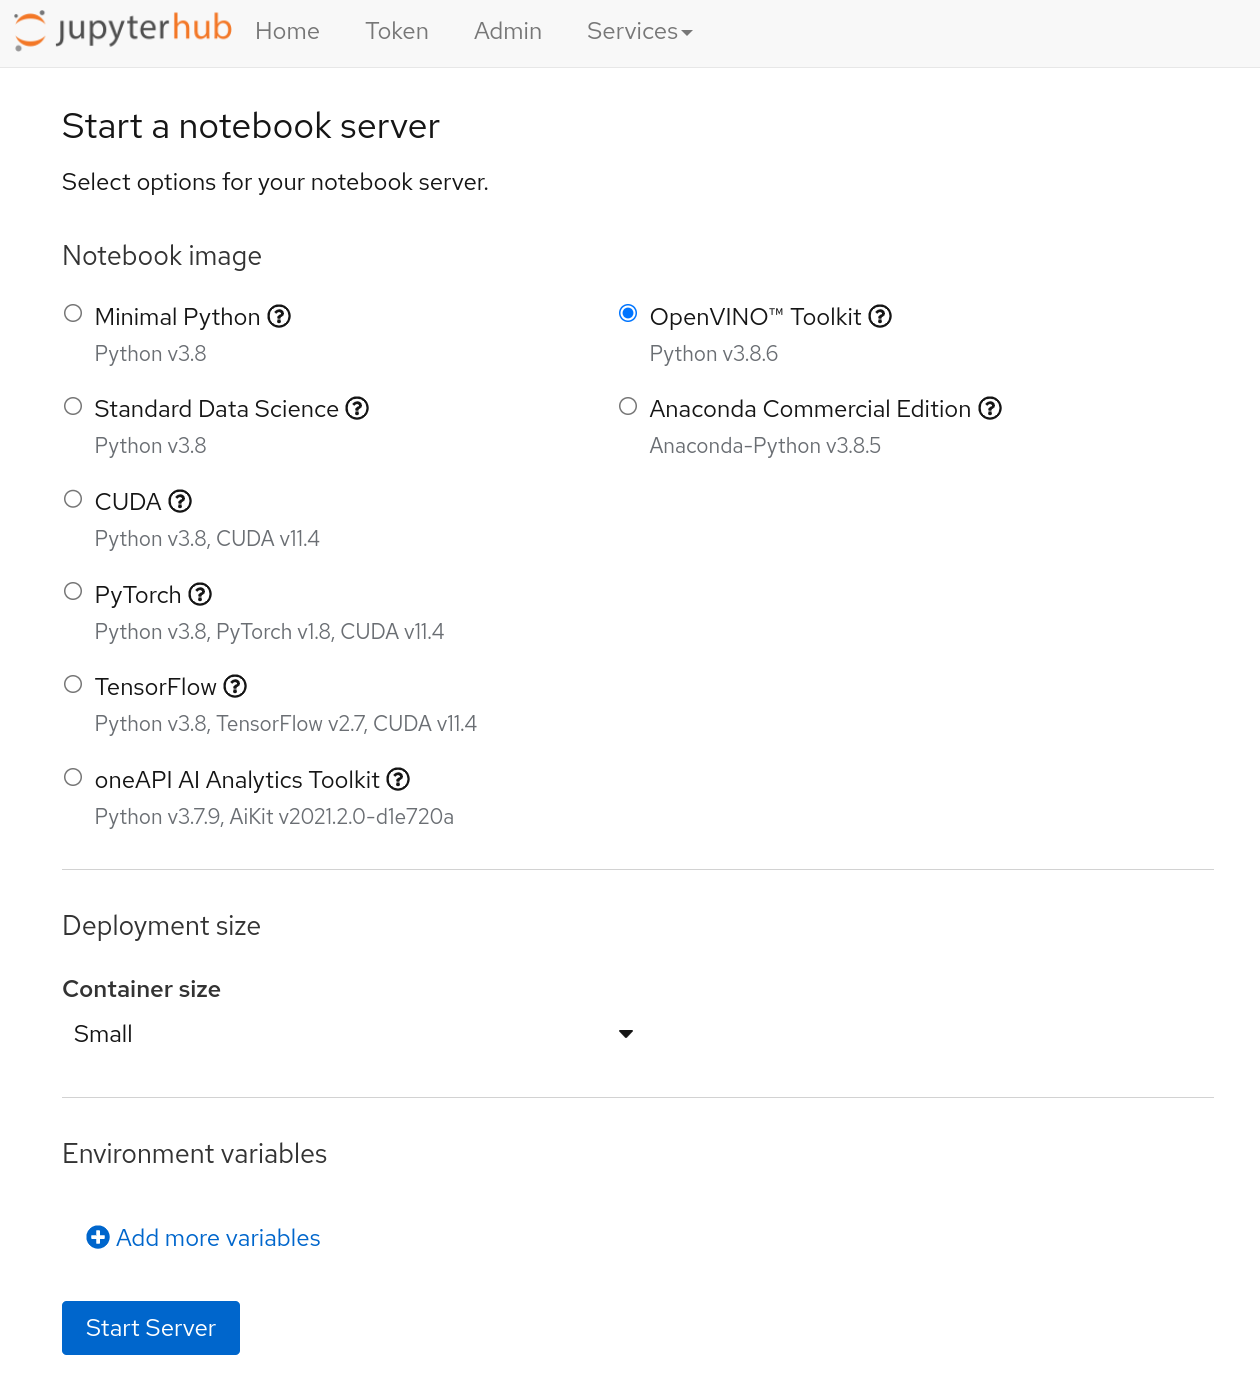 jupyterhub Home Token Admin Services
Start a notebook server
Select options for your notebook server.
Notebook image
Minimal Python
Python v3.8
Standard Data Science
Python v3.8
CUDA
Python v3.8, CUDA v11.4
PyTorch
Python v3.8, PyTorch v1.8, CUDA v11.4
TensorFlow
Python v3.8, TensorFlow v2.7, CUDA v11.4
oneAPI AI Analytics Toolkit
Python v3.7.9, AiKit v2021.2.0-d1e720a
OpenVINO™ Toolkit
Python v3.8.6
Anaconda Commercial Edition
Anaconda-Python v3.8.5
Deployment size
Container size
Small
Environment variables
Add more variables
Start Server